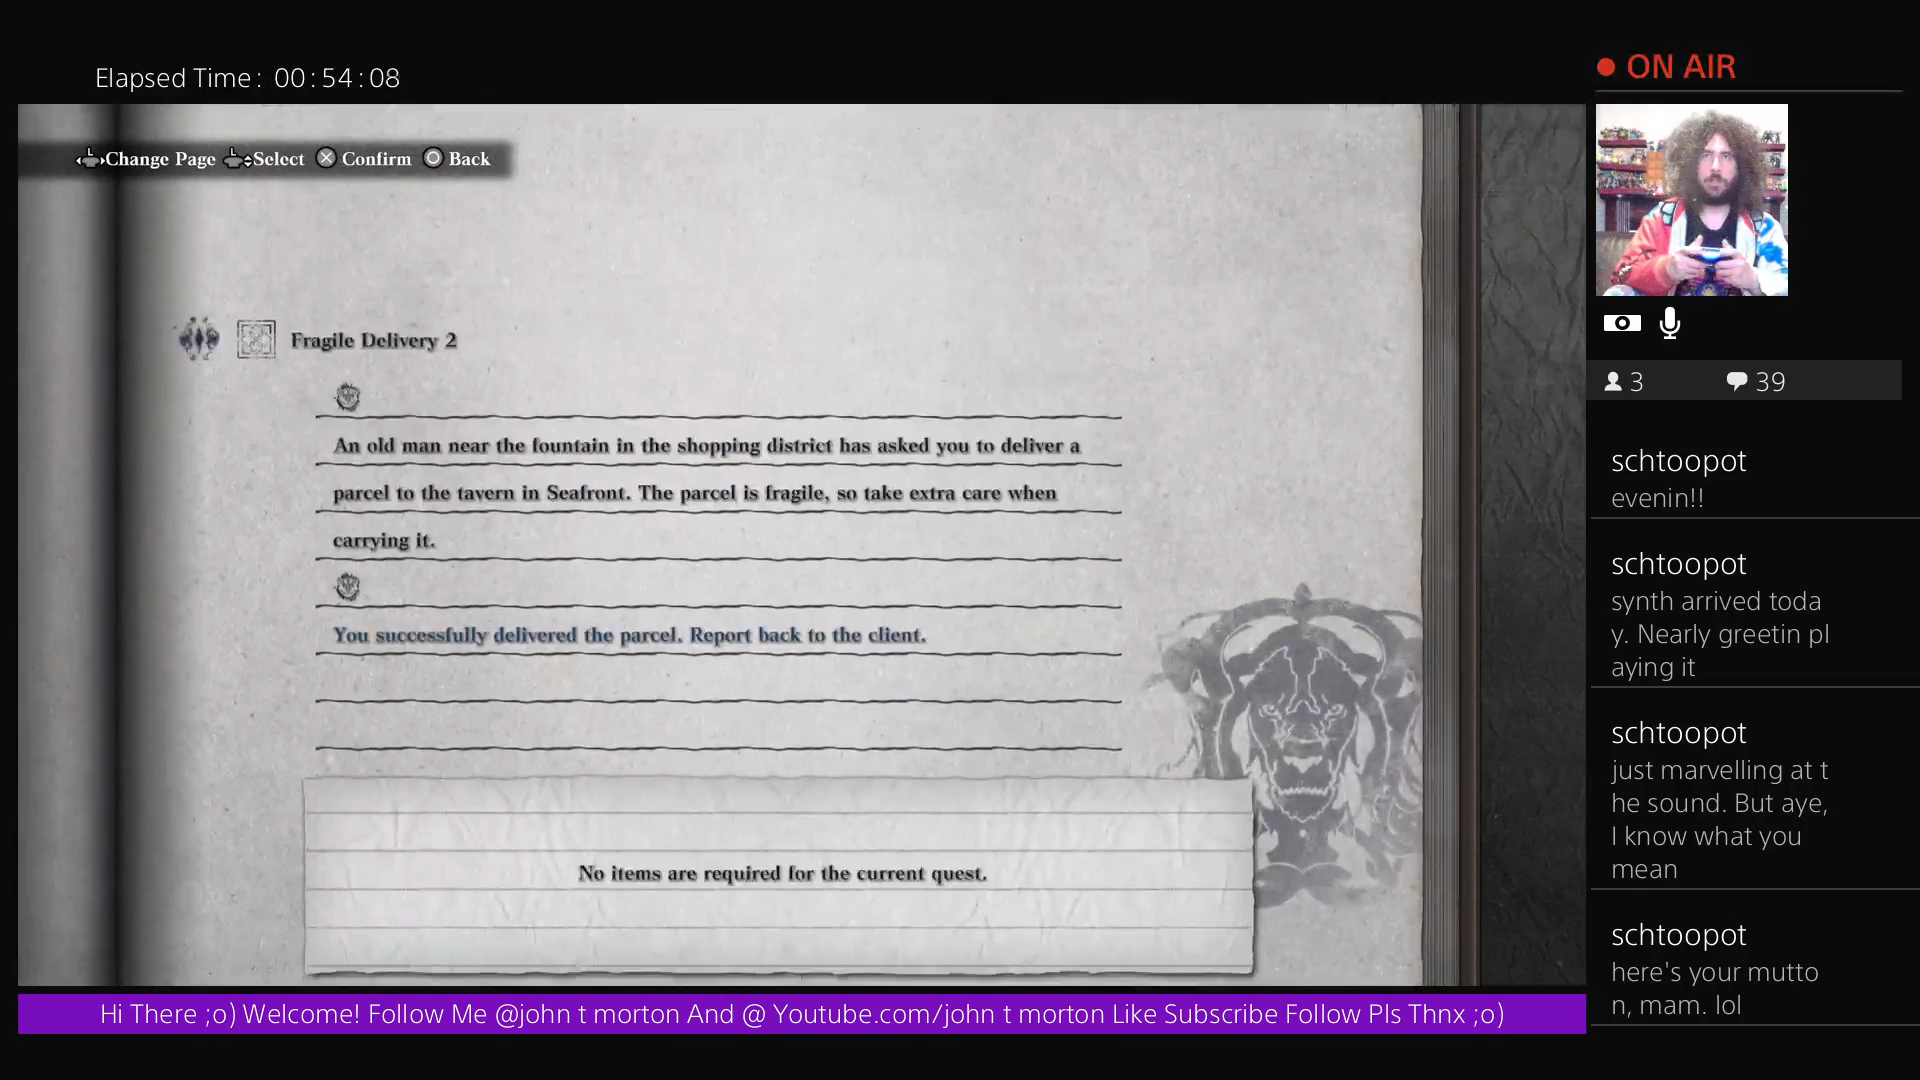 Elapsed Time: 00:54:08
ON AIR
Change Page Select Confirm Back
Fragile Delivery 2
An old man near the fountain in the shopping district has asked you to deliver a
parcel to the tavern in Seafront. The parcel is fragile, so take extra care when
carrying it.
You successfully delivered the parcel. Report back to the client.
No items are required for the current quest.
3 39
schtoopot
evenin!!
schtoopot
synth arrived toda
y. Nearly greetin pl
aying it
schtoopot
just marvelling at t
he sound. But aye,
I know what you
mean
schtoopot
here's your mutto
n, mam. lol
Hi There ;o) Welcome! Follow Me @john t morton And @ Youtube.com/john t morton Like Subscribe Follow Pls Thnx ;o)